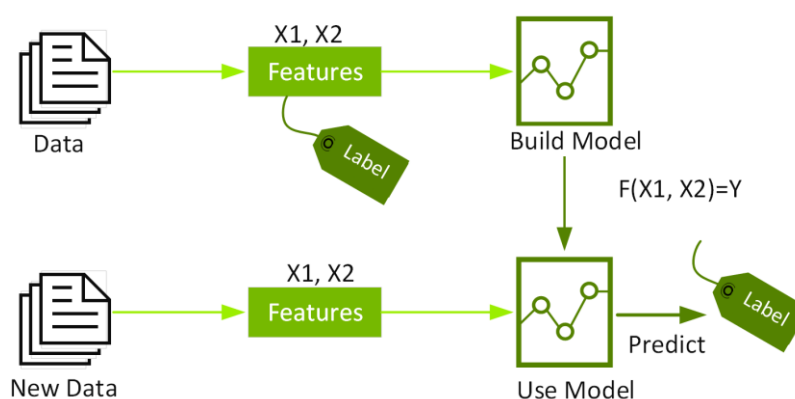 X1, X2
Features
Label
Data
Build Model
F(X1, X2)=Y
X1, X2
Features
Label
Predict
New Data
Use Model